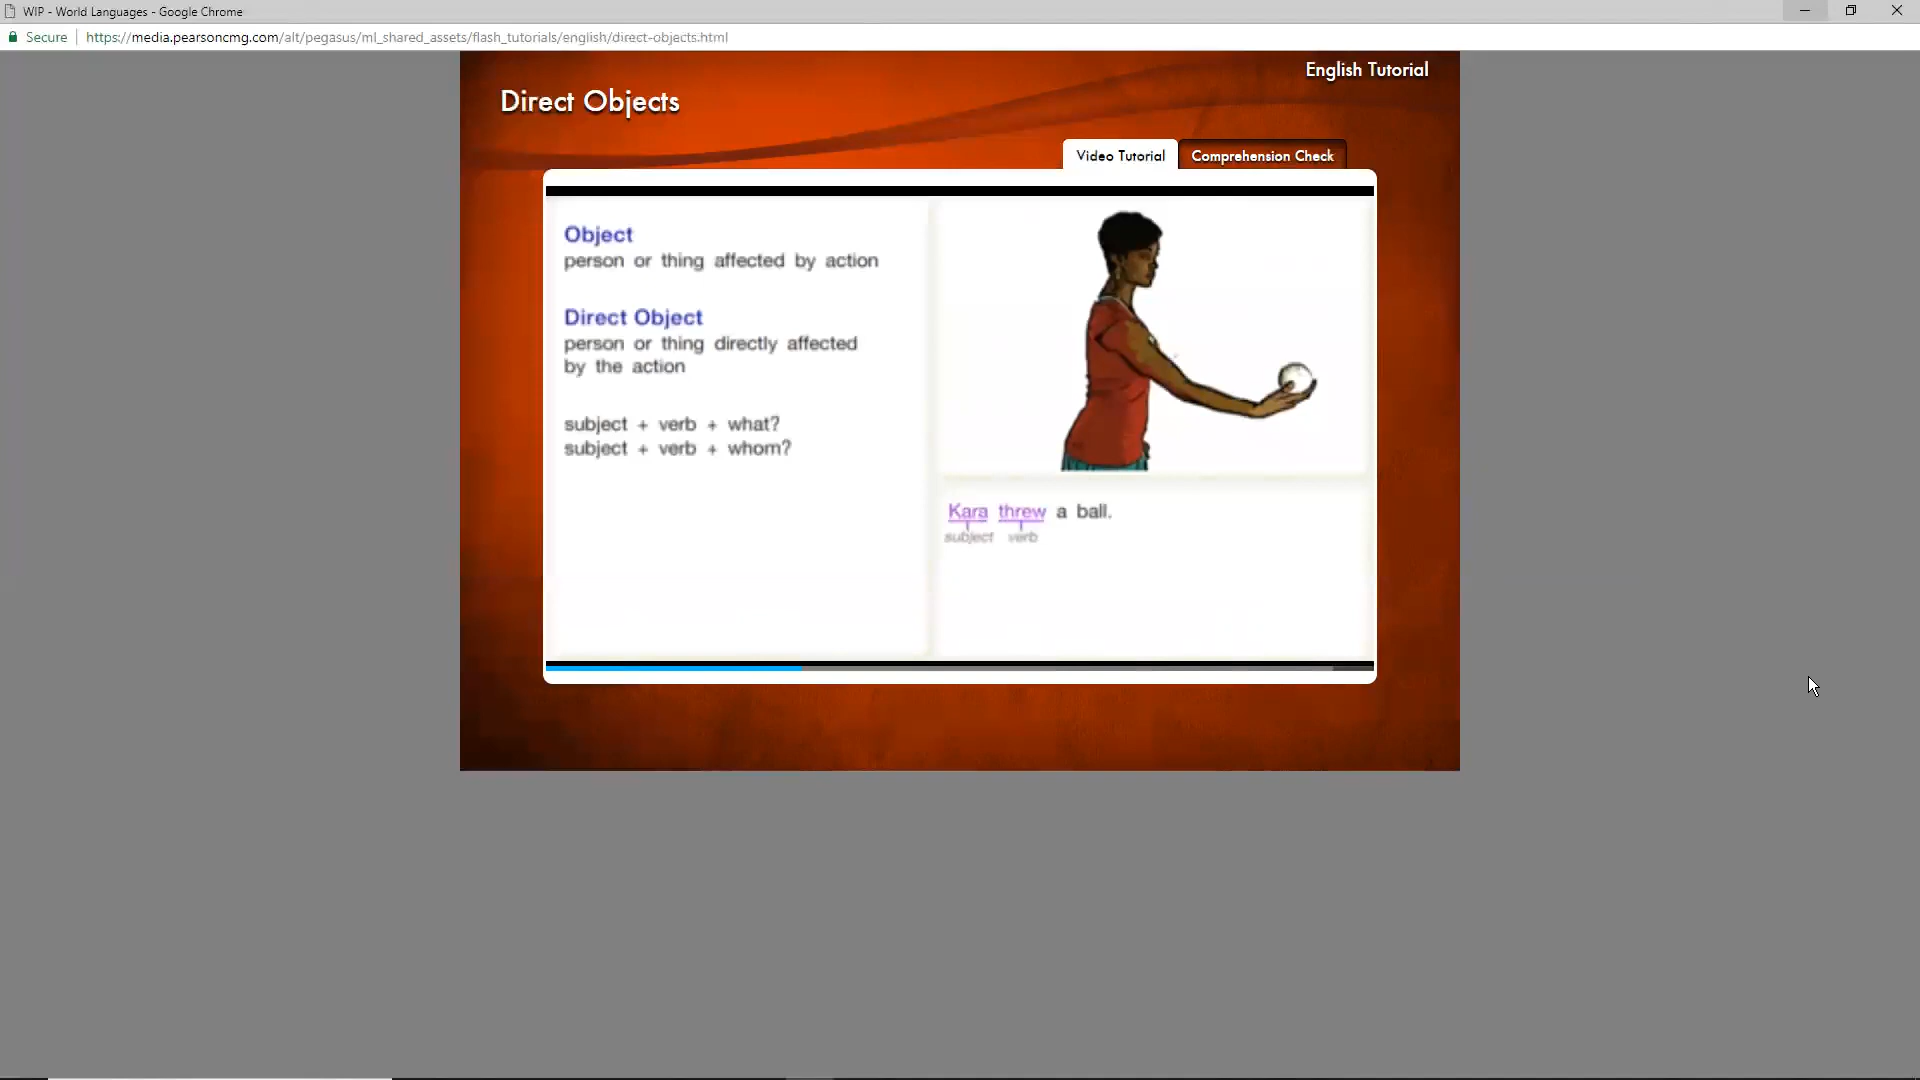 WIP - World Languages - Google Chrome
Secure
https://media.pearsoncmg.com/alt/pegasus/ml_shared_assets/flash_tutorials/english/direct-objects.html
English Tutorial
Direct Objects
Video Tutorial
Comprehension Check
Object
person or thing affected by action
Direct Object
person or thing directly affected
by the action
subject + verb + what?
subject + verb + whom?
Kara threw a ball.
subject verb